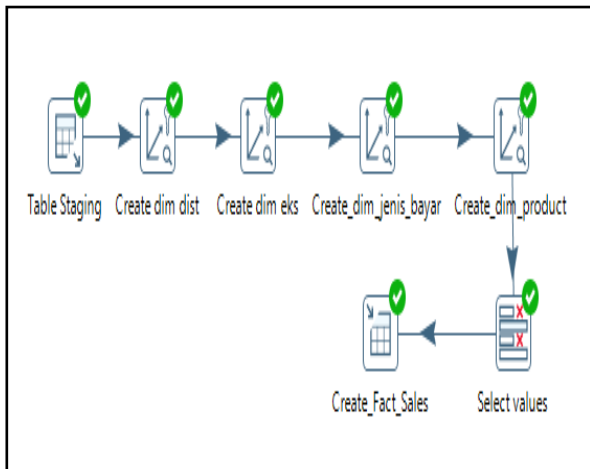 Table Staging
Create dim dist
Create dim eks
Create_dim_jenis_bayar
Create_dim_product
Create_Fact_Sales
Select values